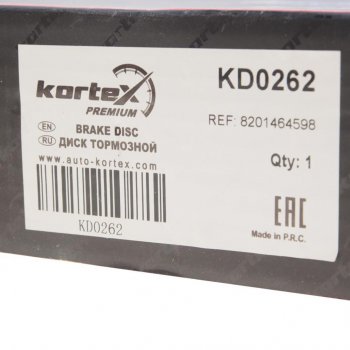 kortex
PREMIUM
KD0262
REF: 8201464598
EN BRAKE DISC
RU ДИСК ТОРМОЗНОЙ
www.auto-kortex.com
Qty: 1
KD0262
EAC
Made in P.R.C.